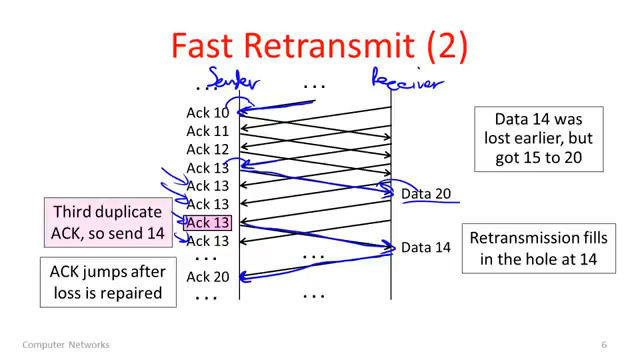 Fast Retransmit (2)
Sender
Receiver
. . .
. . .
Ack 10
Ack 11
Ack 12
Ack 13
Ack 13
Ack 13
Ack 13
Ack 13
. . .
Ack 20
. . .
Third duplicate
ACK, so send 14
ACK jumps after
loss is repaired
. . .
. . .
Data 20
Data 14
Data 14 was
lost earlier, but
got 15 to 20
Retransmission fills
in the hole at 14
Computer Networks
6